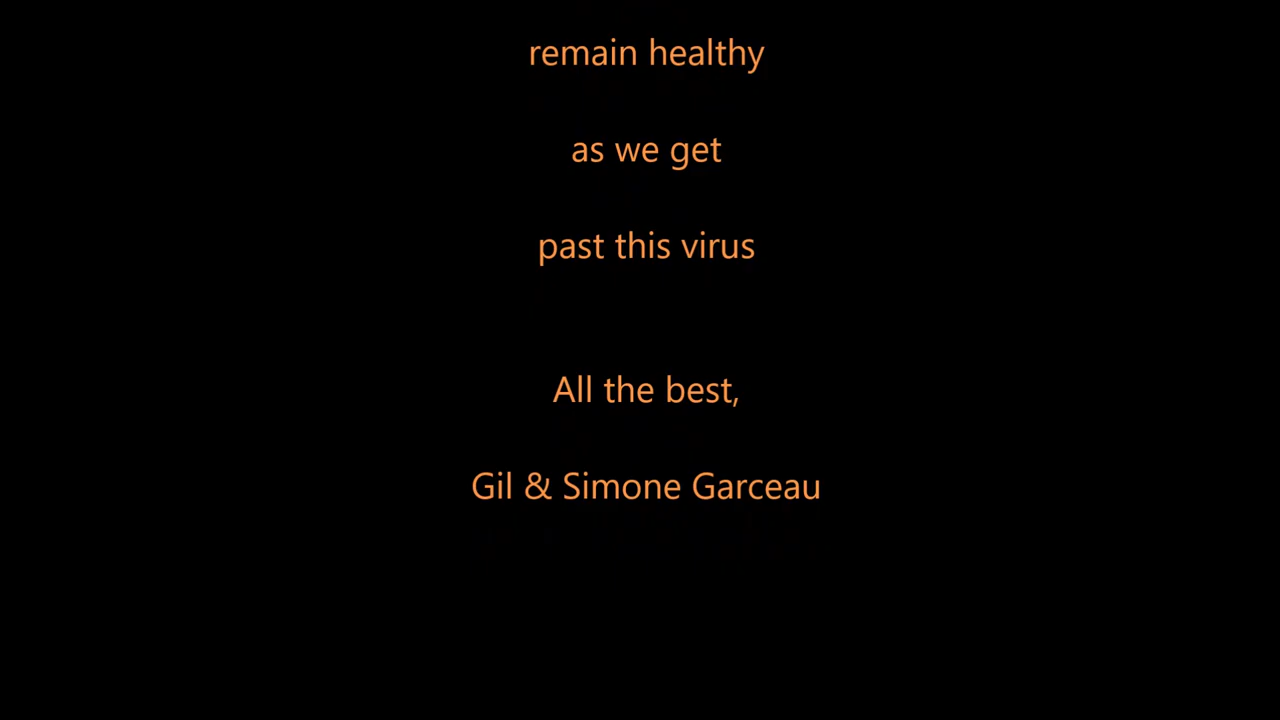 remain healthy
as we get
past this virus
All the best,
Gil & Simone Garceau